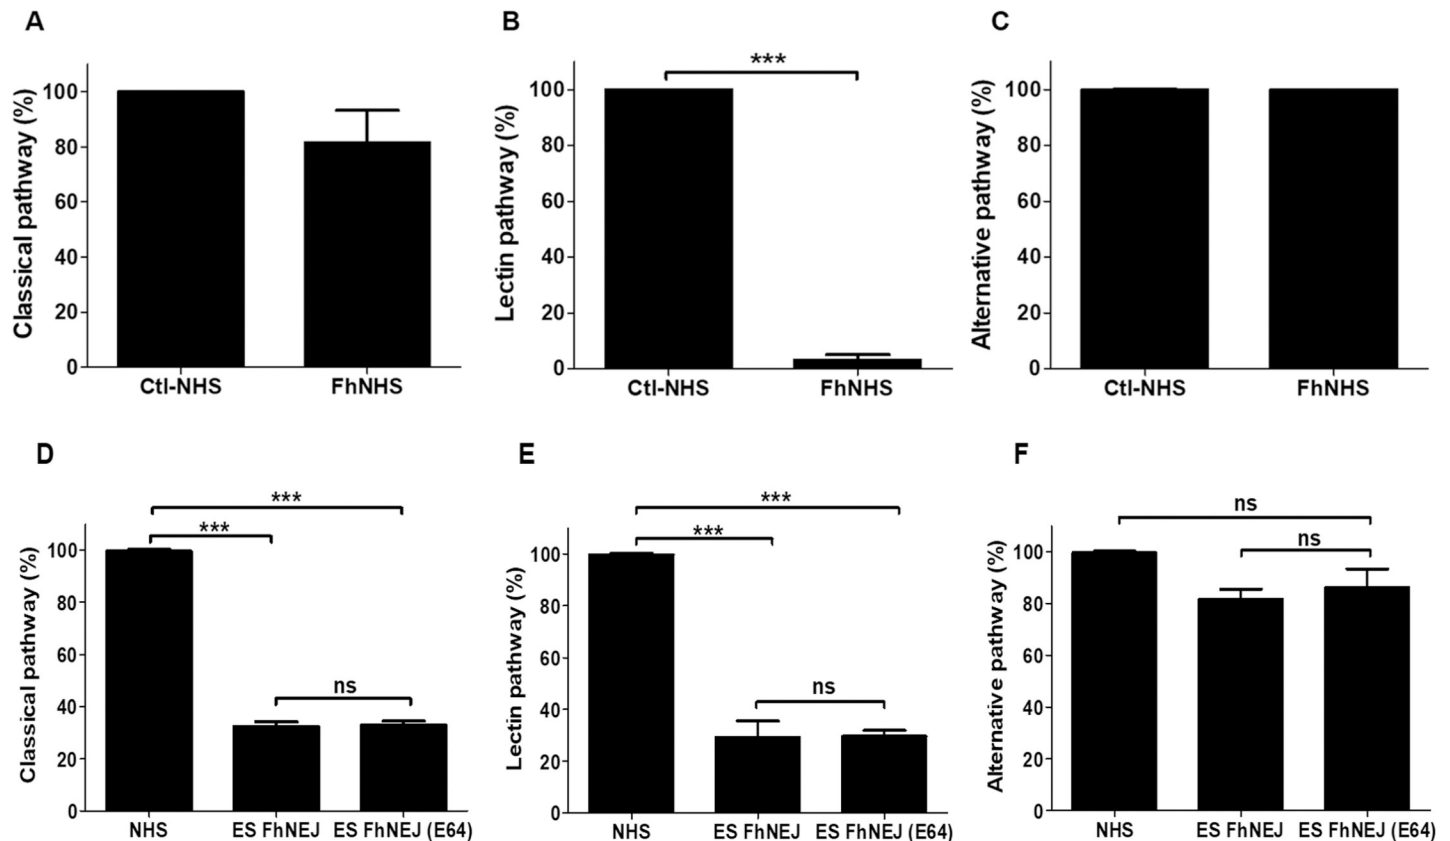 A
Classical pathway (%)
100
80
60
40
20
0
Ctl-NHS FhNHS
B
***
Lectin pathway (%)
100
80
60
40
20
0
Ctl-NHS FhNHS
C
Alternative pathway (%)
100
80
60
40
20
0
Ctl-NHS FhNHS
D
***
***
ns
Classical pathway (%)
100
80
60
40
20
0
NHS ES FhNEJ ES FhNEJ (E64)
E
***
***
ns
Lectin pathway (%)
100
80
60
40
20
0
NHS ES FhNEJ ES FhNEJ (E64)
F
ns
ns
Alternative pathway (%)
100
80
60
40
20
0
NHS ES FhNEJ ES FhNEJ (E64)